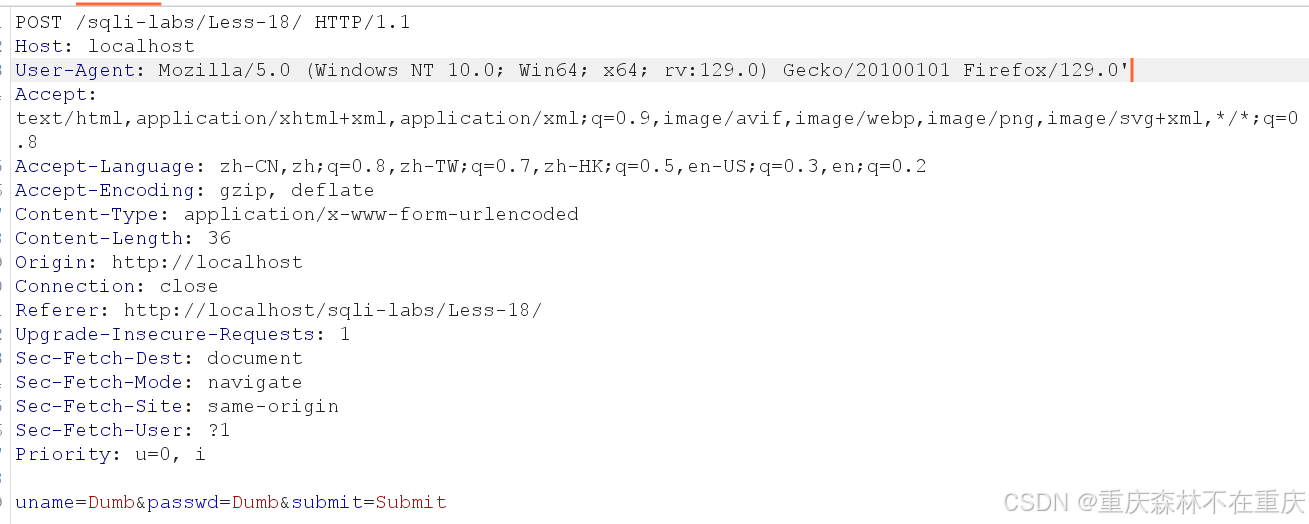 POST /sqli-labs/Less-18/ HTTP/1.1
Host: localhost
User-Agent: Mozilla/5.0 (Windows NT 10.0; Win64; x64; rv:129.0) Gecko/20100101 Firefox/129.0'
Accept:
text/html,application/xhtml+xml,application/xml;q=0.9,image/avif,image/webp,image/png,image/svg+xml,*/*;q=0
.8
Accept-Language: zh-CN,zh;q=0.8,zh-TW;q=0.7,zh-HK;q=0.5,en-US;q=0.3,en;q=0.2
Accept-Encoding: gzip, deflate
Content-Type: application/x-www-form-urlencoded
Content-Length: 36
Origin: http://localhost
Connection: close
Referer: http://localhost/sqli-labs/Less-18/
Upgrade-Insecure-Requests: 1
Sec-Fetch-Dest: document
Sec-Fetch-Mode: navigate
Sec-Fetch-Site: same-origin
Sec-Fetch-User: ?1
Priority: u=0, i
uname=Dumb&passwd=Dumb&submit=Submit
CSDN @重庆森林不在重庆